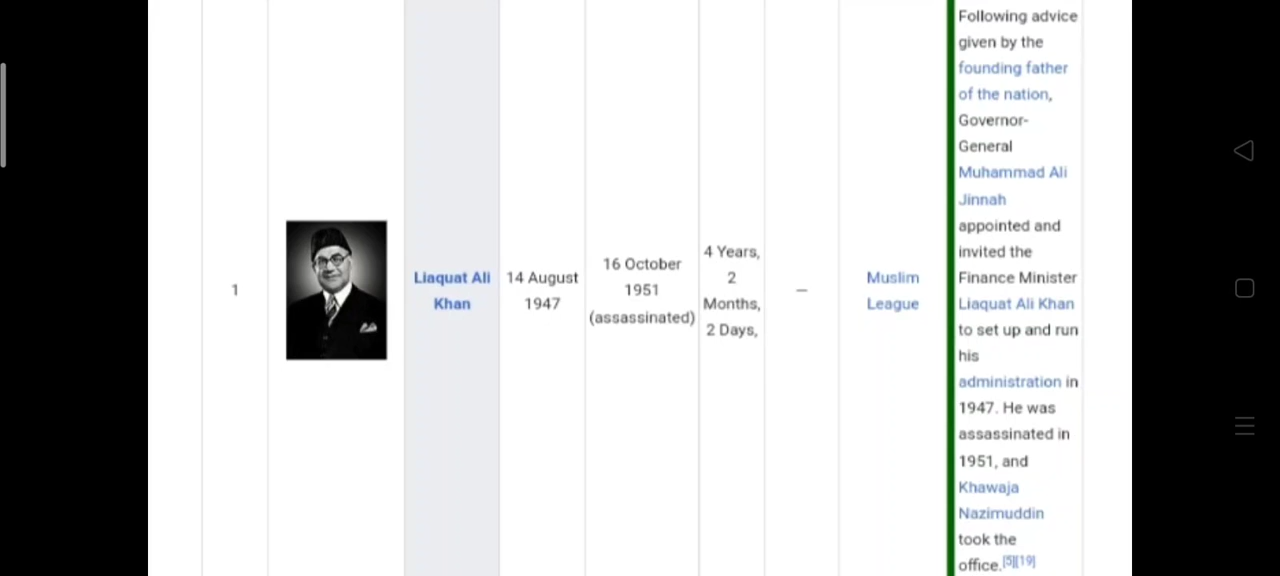 1
Liaquat Ali
Khan
14 August
1947
16 October
1951
(assassinated)
4 Years,
2
Months,
2 Days,
–
Muslim
League
Following advice
given by the
founding father
of the nation,
Governor-
General
Muhammad Ali
Jinnah
appointed and
invited the
Finance Minister
Liaquat Ali Khan
to set up and run
his
administration in
1947. He was
assassinated in
1951, and
Khawaja
Nazimuddin
took the
office.[5][19]